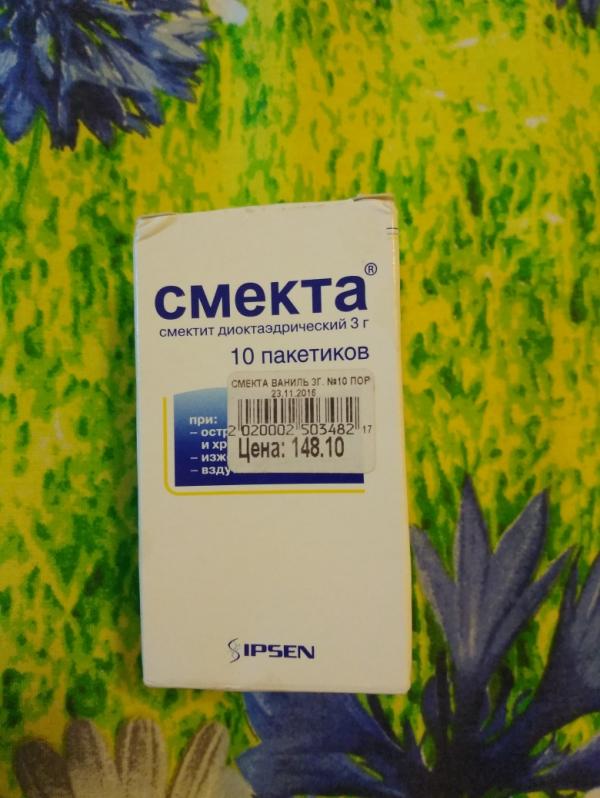 смекта®
смектит диоктаэдрический 3 г
10 пакетиков
СМЕКТА ВАНИЛЬ 3Г. №10 ПОР
23.11.2016
2 020002 503482 17
Цена: 148.10
при:
–
и
–
–
IPSEN